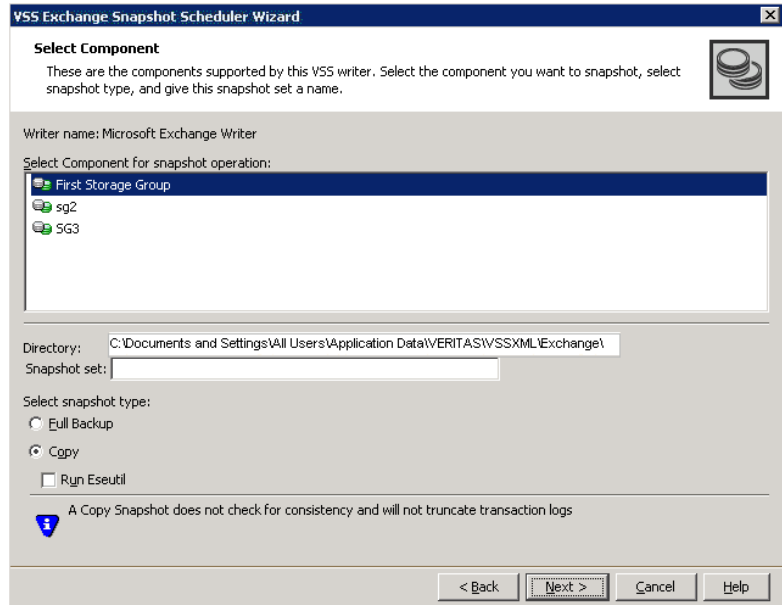 VSS Exchange Snapshot Scheduler Wizard
Select Component
These are the components supported by this VSS writer. Select the component you want to snapshot, select
snapshot type, and give this snapshot set a name.
Writer name: Microsoft Exchange Writer
Select Component for snapshot operation:
First Storage Group
sg2
SG3
Directory: C:\Documents and Settings\All Users\Application Data\VERITAS\VSSXML\Exchange\
Snapshot set:
Select snapshot type:
Full Backup
Copy
Run Eseutil
A Copy Snapshot does not check for consistency and will not truncate transaction logs
< Back Next > Cancel Help